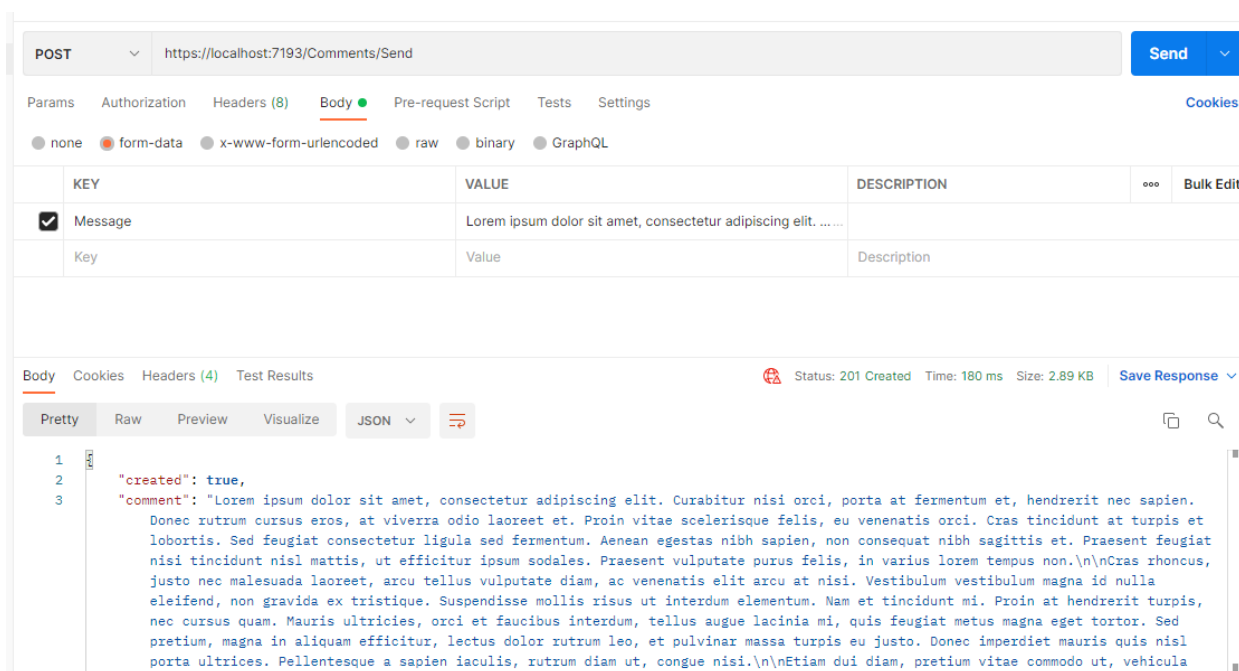 POST https://localhost:7193/Comments/Send Send
Params Authorization Headers (8) Body Pre-request Script Tests Settings Cookies
none form-data x-www-form-urlencoded raw binary GraphQL
KEY VALUE DESCRIPTION ooo Bulk Edit
Message Lorem ipsum dolor sit amet, consectetur adipiscing elit. ......
Key Value Description
Body Cookies Headers (4) Test Results Status: 201 Created Time: 180 ms Size: 2.89 KB Save Response
Pretty Raw Preview Visualize JSON
1 {
2 "created": true,
3 "comment": "Lorem ipsum dolor sit amet, consectetur adipiscing elit. Curabitur nisi orci, porta at fermentum et, hendrerit nec sapien.
Donec rutrum cursus eros, at viverra odio laoreet et. Proin vitae scelerisque felis, eu venenatis orci. Cras tincidunt at turpis et
lobortis. Sed feugiat consectetur ligula sed fermentum. Aenean egestas nibh sapien, non consequat nibh sagittis et. Praesent feugiat
nisi tincidunt nisl mattis, ut efficitur ipsum sodales. Praesent vulputate purus felis, in varius lorem tempus non.\n\nCras rhoncus,
justo nec malesuada laoreet, arcu tellus vulputate diam, ac venenatis elit arcu at nisi. Vestibulum vestibulum magna id nulla
eleifend, non gravida ex tristique. Suspendisse mollis risus ut interdum elementum. Nam et tincidunt mi. Proin at hendrerit turpis,
nec cursus quam. Mauris ultricies, orci et faucibus interdum, tellus augue lacinia mi, quis feugiat metus magna eget tortor. Sed
pretium, magna in aliquam efficitur, lectus dolor rutrum leo, et pulvinar massa turpis eu justo. Donec imperdiet mauris quis nisl
porta ultrices. Pellentesque a sapien iaculis, rutrum diam ut, congue nisi.\n\nEtiam dui diam, pretium vitae commodo ut, vehicula